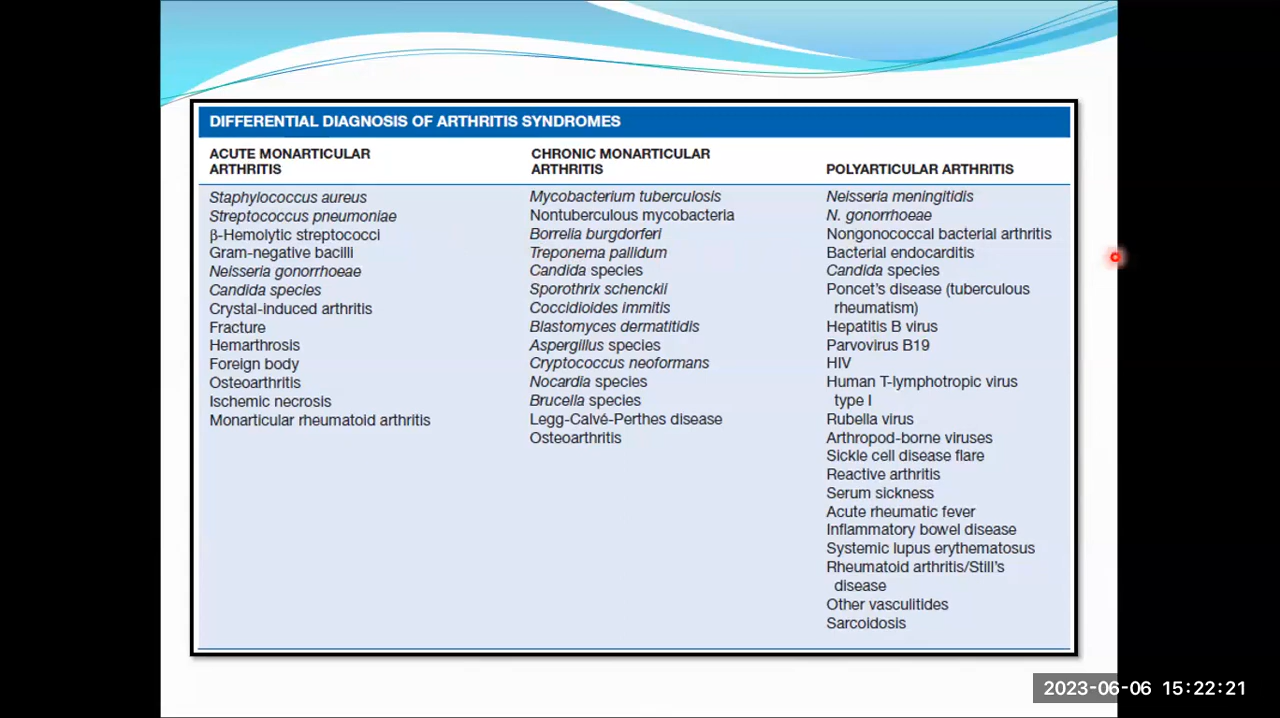 DIFFERENTIAL DIAGNOSIS OF ARTHRITIS SYNDROMES
ACUTE MONARTICULAR
ARTHRITIS
Staphylococcus aureus
Streptococcus pneumoniae
β-Hemolytic streptococci
Gram-negative bacilli
Neisseria gonorrhoeae
Candida species
Crystal-induced arthritis
Fracture
Hemarthrosis
Foreign body
Osteoarthritis
Ischemic necrosis
Monarticular rheumatoid arthritis
CHRONIC MONARTICULAR
ARTHRITIS
Mycobacterium tuberculosis
Nontuberculous mycobacteria
Borrelia burgdorferi
Treponema pallidum
Candida species
Sporothrix schenckii
Coccidioides immitis
Blastomyces dermatitidis
Aspergillus species
Cryptococcus neoformans
Nocardia species
Brucella species
Legg-Calvé-Perthes disease
Osteoarthritis
POLYARTICULAR ARTHRITIS
Neisseria meningitidis
N. gonorrhoeae
Nongonococcal bacterial arthritis
Bacterial endocarditis
Candida species
Poncet's disease (tuberculous
rheumatism)
Hepatitis B virus
Parvovirus B19
HIV
Human T-lymphotropic virus
type I
Rubella virus
Arthropod-borne viruses
Sickle cell disease flare
Reactive arthritis
Serum sickness
Acute rheumatic fever
Inflammatory bowel disease
Systemic lupus erythematosus
Rheumatoid arthritis/Still's
disease
Other vasculitides
Sarcoidosis
2023-06-06 15:22:21